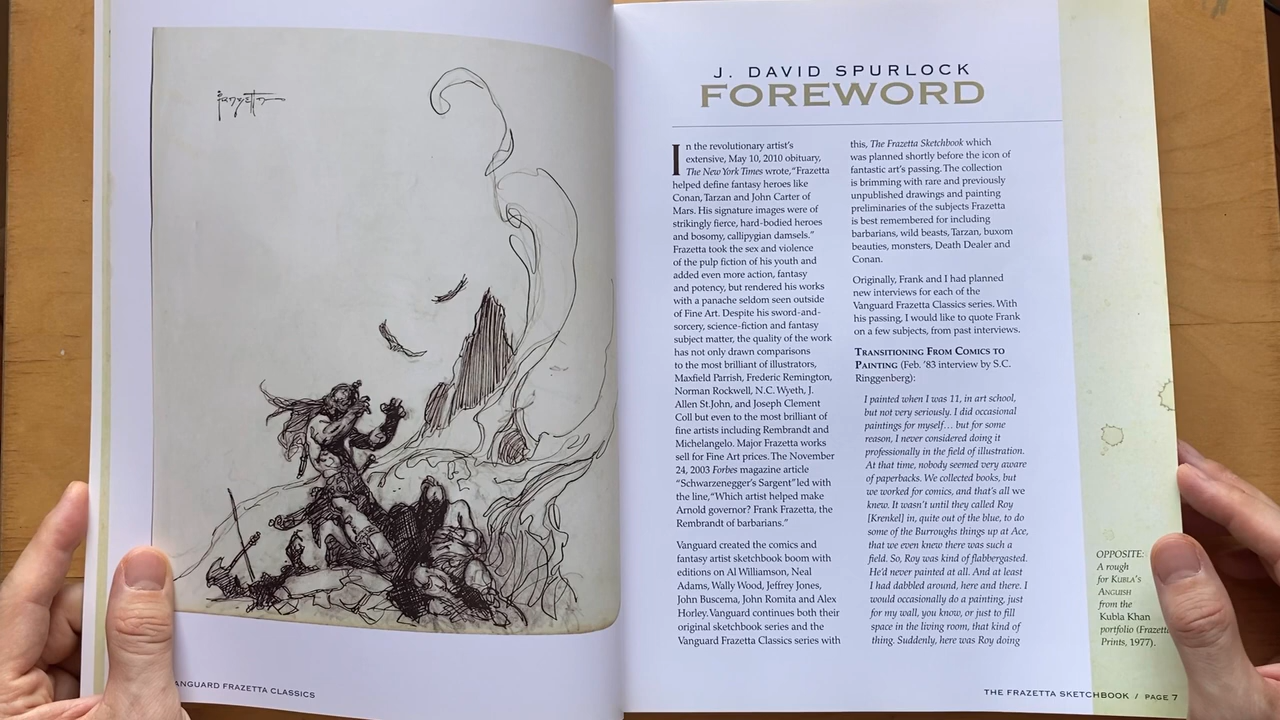 Frazetta
VANGUARD FRAZETTA CLASSICS
J. DAVID SPURLOCK
FOREWORD
In the revolutionary artist's
extensive, May 10, 2010 obituary,
The New York Times wrote, "Frazetta
helped define fantasy heroes like
Conan, Tarzan and John Carter of
Mars. His signature images were of
strikingly fierce, hard-bodied heroes
and bosomy, callipygian damsels."
Frazetta took the sex and violence
of the pulp fiction of his youth and
added even more action, fantasy
and potency, but rendered his works
with a panache seldom seen outside
of Fine Art. Despite his sword-and-
sorcery, science-fiction and fantasy
subject matter, the quality of the work
has not only drawn comparisons
to the most brilliant of illustrators,
Maxfield Parrish, Frederic Remington,
Norman Rockwell, N.C. Wyeth, J.
Allen St.John, and Joseph Clement
Coll but even to the most brilliant of
fine artists including Rembrandt and
Michelangelo. Major Frazetta works
sell for Fine Art prices. The November
24, 2003 Forbes magazine article
"Schwarzenegger's Sargent" led with
the line, "Which artist helped make
Arnold governor? Frank Frazetta, the
Rembrandt of barbarians."
Vanguard created the comics and
fantasy artist sketchbook boom with
editions on Al Williamson, Neal
Adams, Wally Wood, Jeffrey Jones,
John Buscema, John Romita and Alex
Horley. Vanguard continues both their
original sketchbook series and the
Vanguard Frazetta Classics series with
this, The Frazetta Sketchbook which
was planned shortly before the icon of
fantastic art's passing. The collection
is brimming with rare and previously
unpublished drawings and painting
preliminaries of the subjects Frazetta
is best remembered for including
barbarians, wild beasts, Tarzan, buxom
beauties, monsters, Death Dealer and
Conan.
Originally, Frank and I had planned
new interviews for each of the
Vanguard Frazetta Classics series. With
his passing, I would like to quote Frank
on a few subjects, from past interviews.
TRANSITIONING FROM COMICS TO
PAINTING (Feb. '83 interview by S.C.
Ringgenberg):
I painted when I was 11, in art school,
but not very seriously. I did occasional
paintings for myself… but for some
reason, I never considered doing it
professionally in the field of illustration.
At that time, nobody seemed very aware
of paperbacks. We collected books, but
we worked for comics, and that's all we
knew. It wasn't until they called Roy
[Krenkel] in, quite out of the blue, to do
some of the Burroughs things up at Ace,
that we even knew there was such a
field. So, Roy was kind of flabbergasted.
He'd never painted at all. And at least
I had dabbled around, here and there. I
would occasionally do a painting, just
for my wall, you know, or just to fill
space in the living room, that kind of
thing. Suddenly, here was Roy doing
OPPOSITE:
A rough
for KUBLA'S
ANGUISH
from the
Kubla Khan
portfolio (Frazetta
Prints, 1977).
THE FRAZETTA SKETCHBOOK / PAGE 7